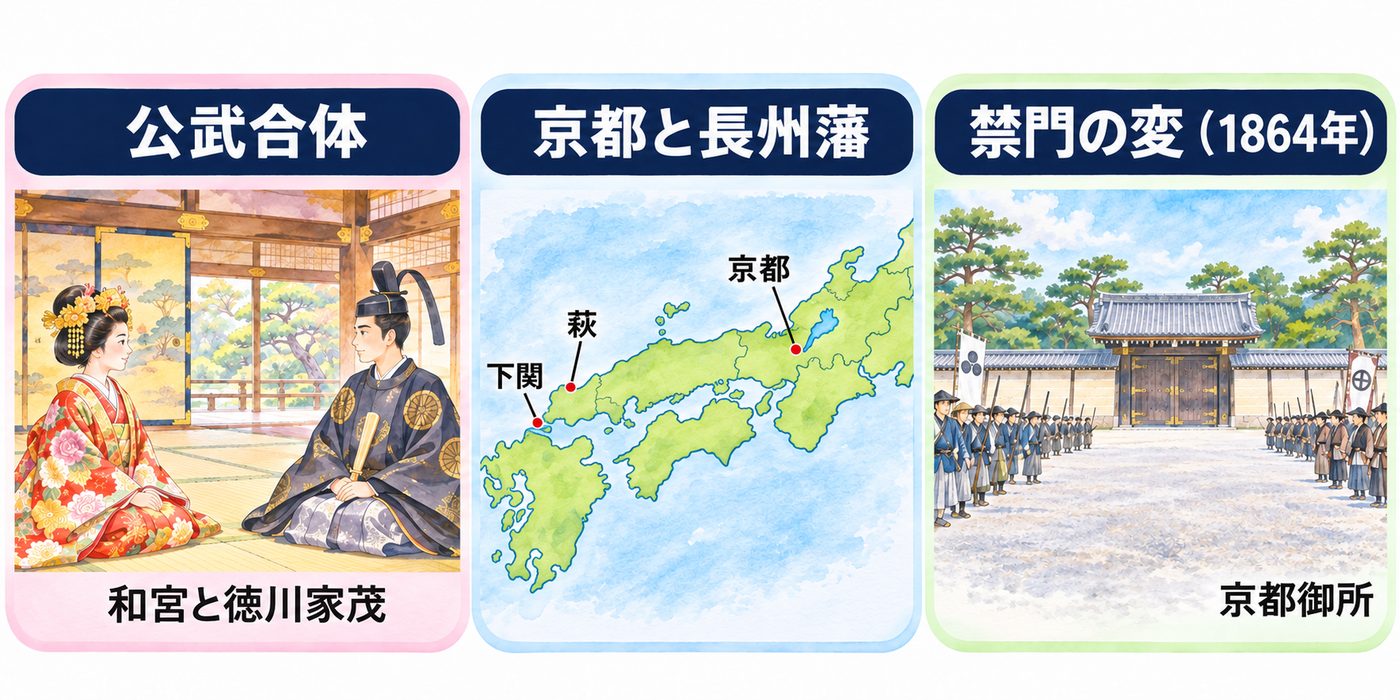 公武合体
和宮と徳川家茂
京都と長州藩
京都
萩
下関
禁門の変（1864年）
京都御所